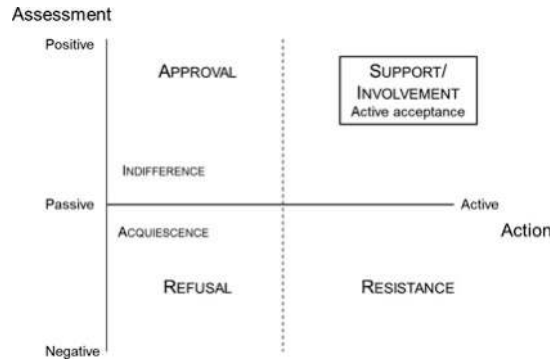 Assessment
Positive
APPROVAL
SUPPORT/
INVOLVEMENT
Active acceptance
INDIFFERENCE
Passive
Active
ACQUIESCENCE
Action
REFUSAL
RESISTANCE
Negative